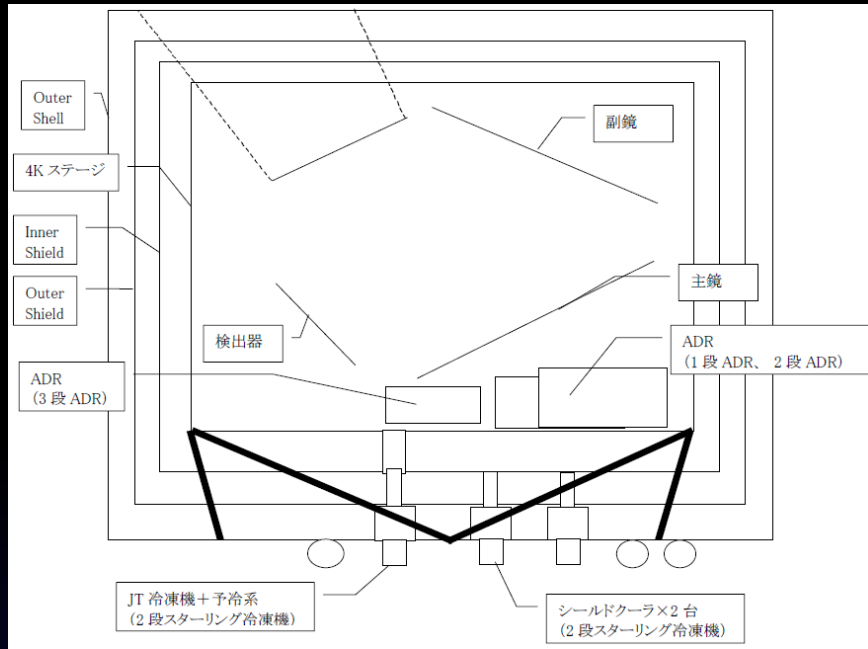 Outer
Shell
副鏡
4K ステージ
Inner
Shield
主鏡
Outer
Shield
検出器
ADR
(1 段 ADR、 2 段 ADR)
ADR
(3 段 ADR)
JT 冷凍機+予冷系
(2 段スターリング冷凍機)
シールドクーラ×2 台
(2 段スターリング冷凍機)